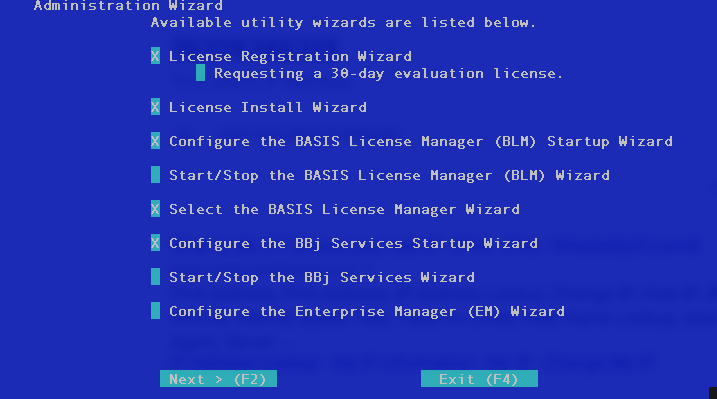 Administration Wizard
Available utility wizards are listed below.
X License Registration Wizard
Requesting a 30-day evaluation license.
X License Install Wizard
X Configure the BASIS License Manager (BLM) Startup Wizard
Start/Stop the BASIS License Manager (BLM) Wizard
X Select the BASIS License Manager Wizard
X Configure the BBj Services Startup Wizard
Start/Stop the BBj Services Wizard
Configure the Enterprise Manager (EM) Wizard
Next > (F2) Exit (F4)